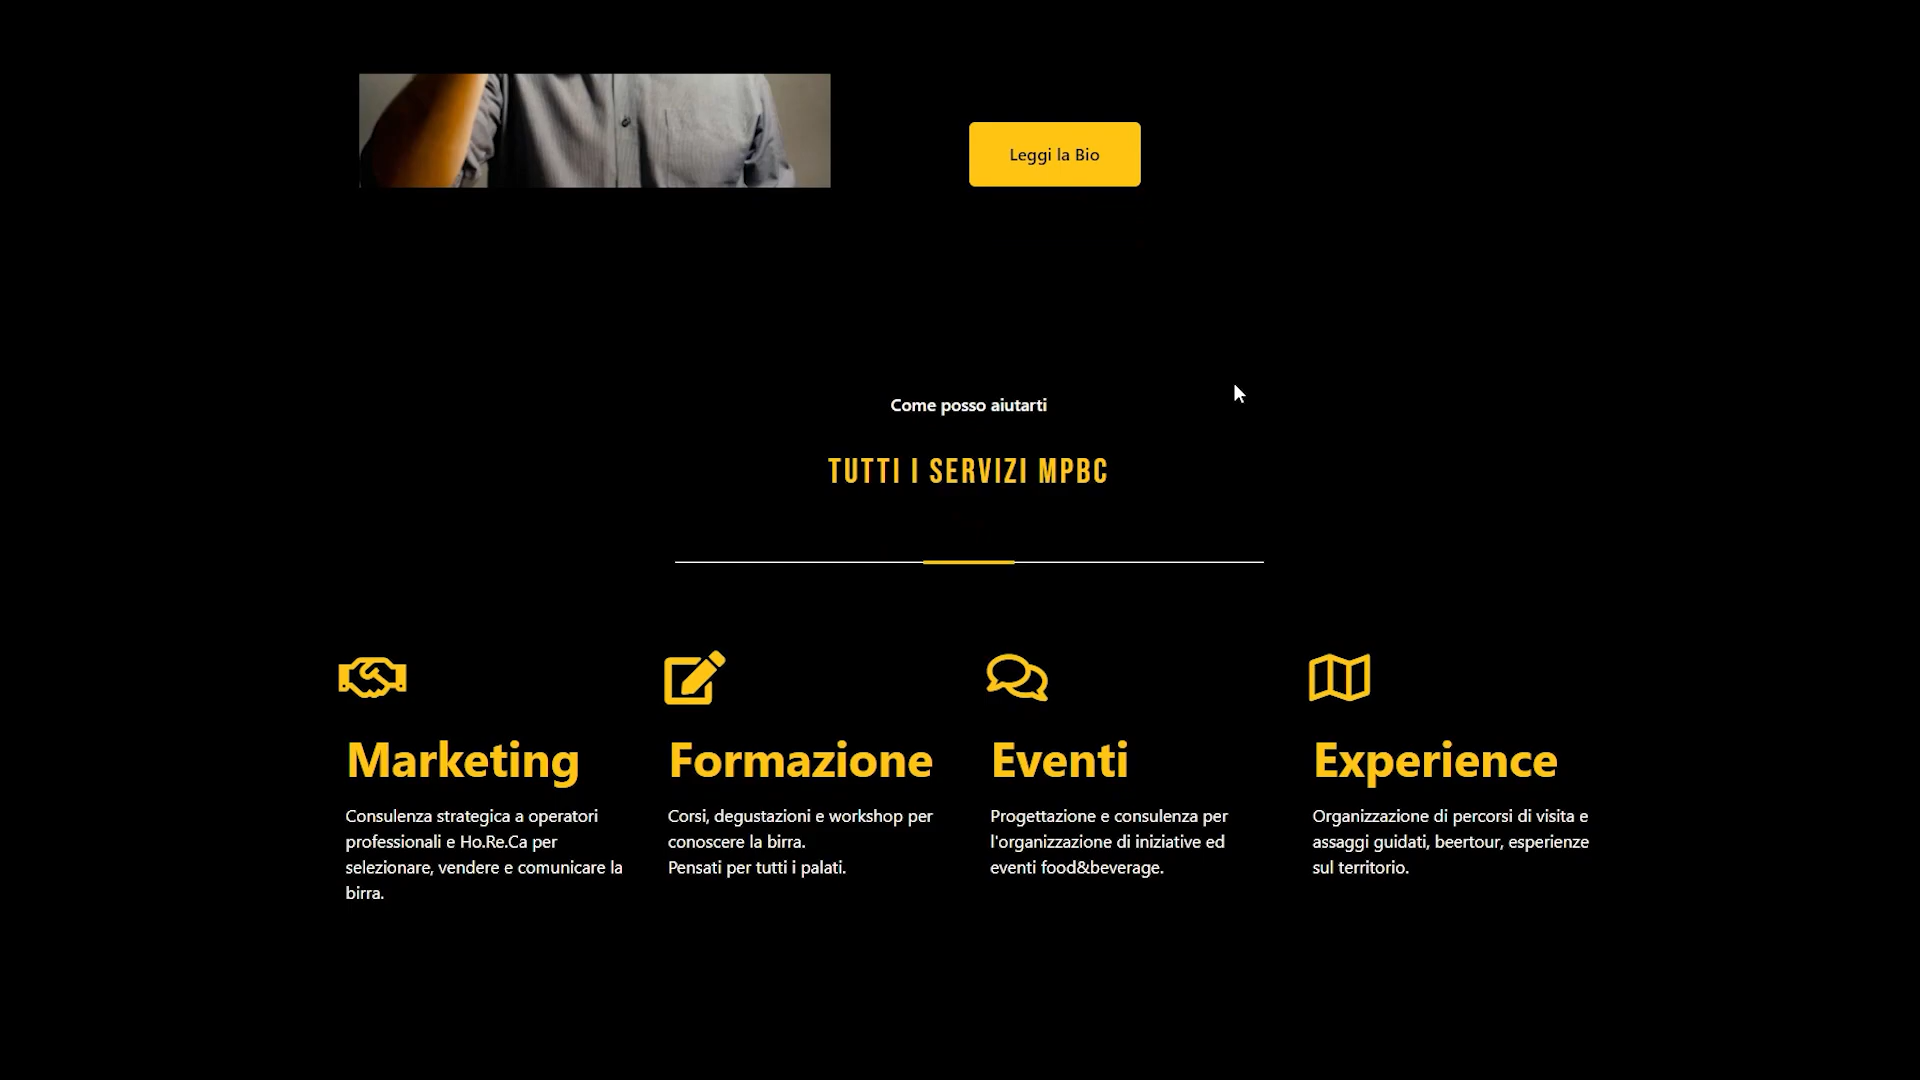 Leggi la Bio
Come posso aiutarti
TUTTI I SERVIZI MPBC
Marketing
Consulenza strategica a operatori
professionali e Ho.Re.Ca per
selezionare, vendere e comunicare la
birra.
Formazione
Corsi, degustazioni e workshop per
conoscere la birra.
Pensati per tutti i palati.
Eventi
Progettazione e consulenza per
l'organizzazione di iniziative ed
eventi food&beverage.
Experience
Organizzazione di percorsi di visita e
assaggi guidati, beertour, esperienze
sul territorio.